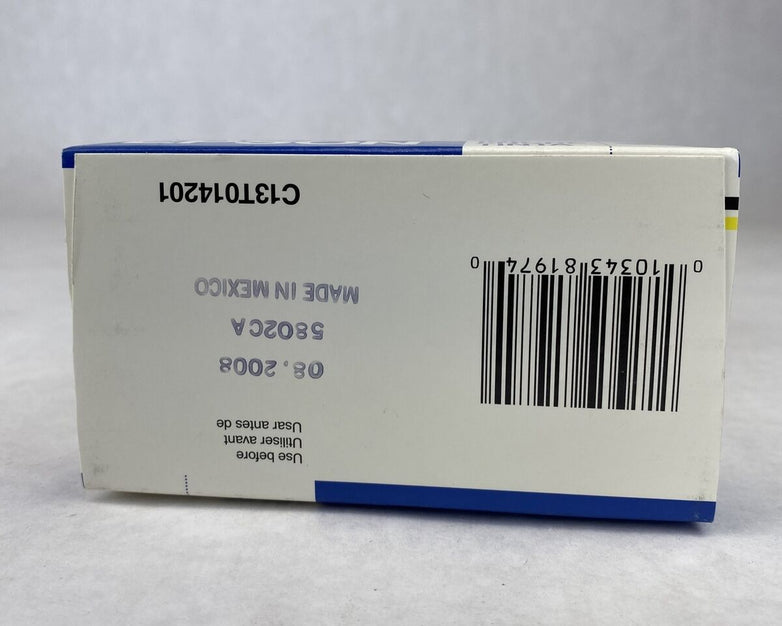 Use before
Utiliser avant
Usar antes de
08.2008
5802CA
MADE IN MEXICO
C13T014201
0 10343 81974 0